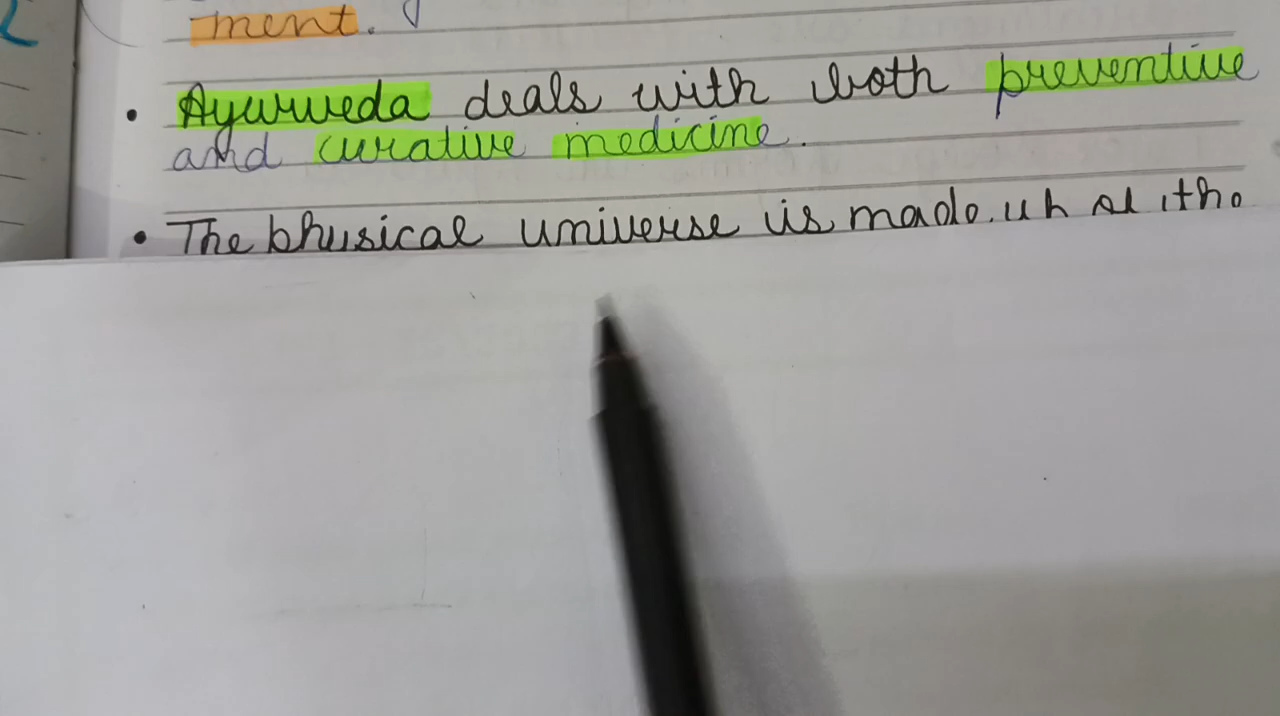 ment.
• Ayurveda deals with both preventive
and curative medicine.
• The physical universe is made up of the